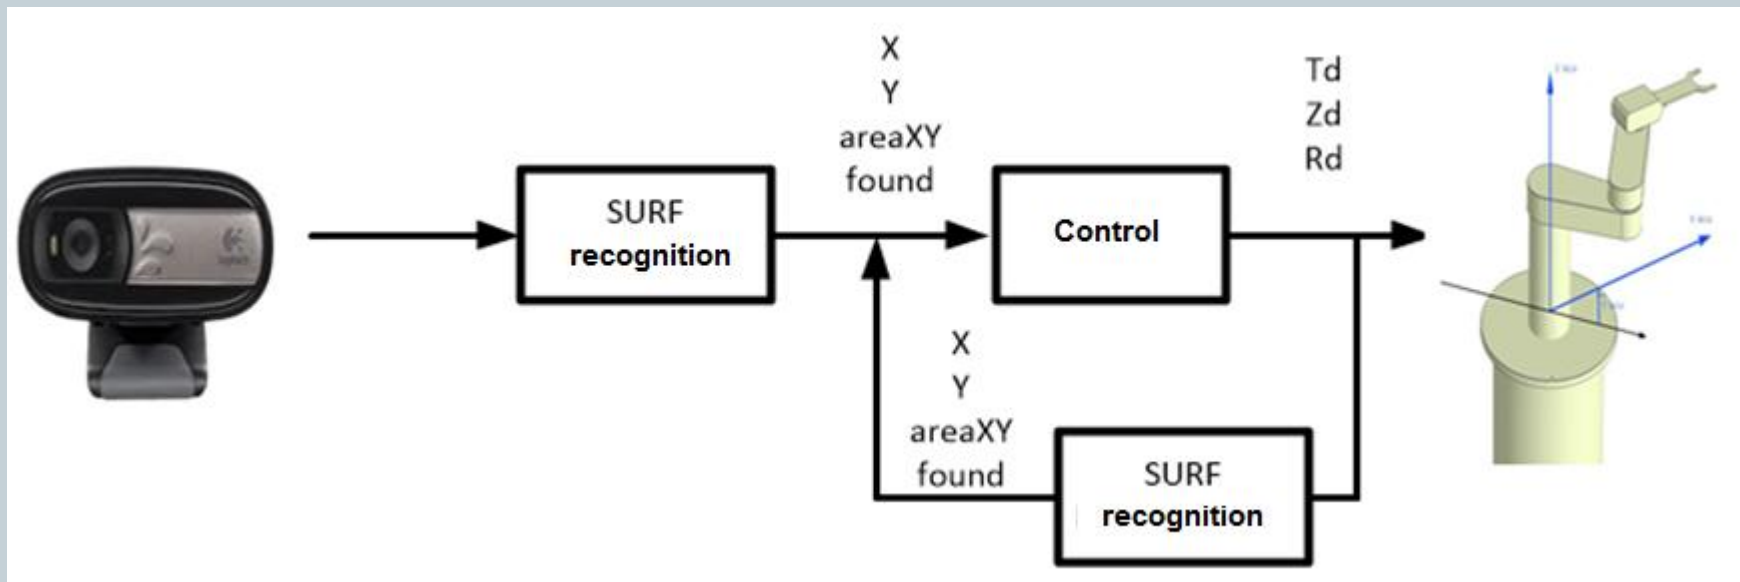 X
Y
areaXY
found
Td
Zd
Rd
SURF
recognition
Control
X
Y
areaXY
found
SURF
recognition